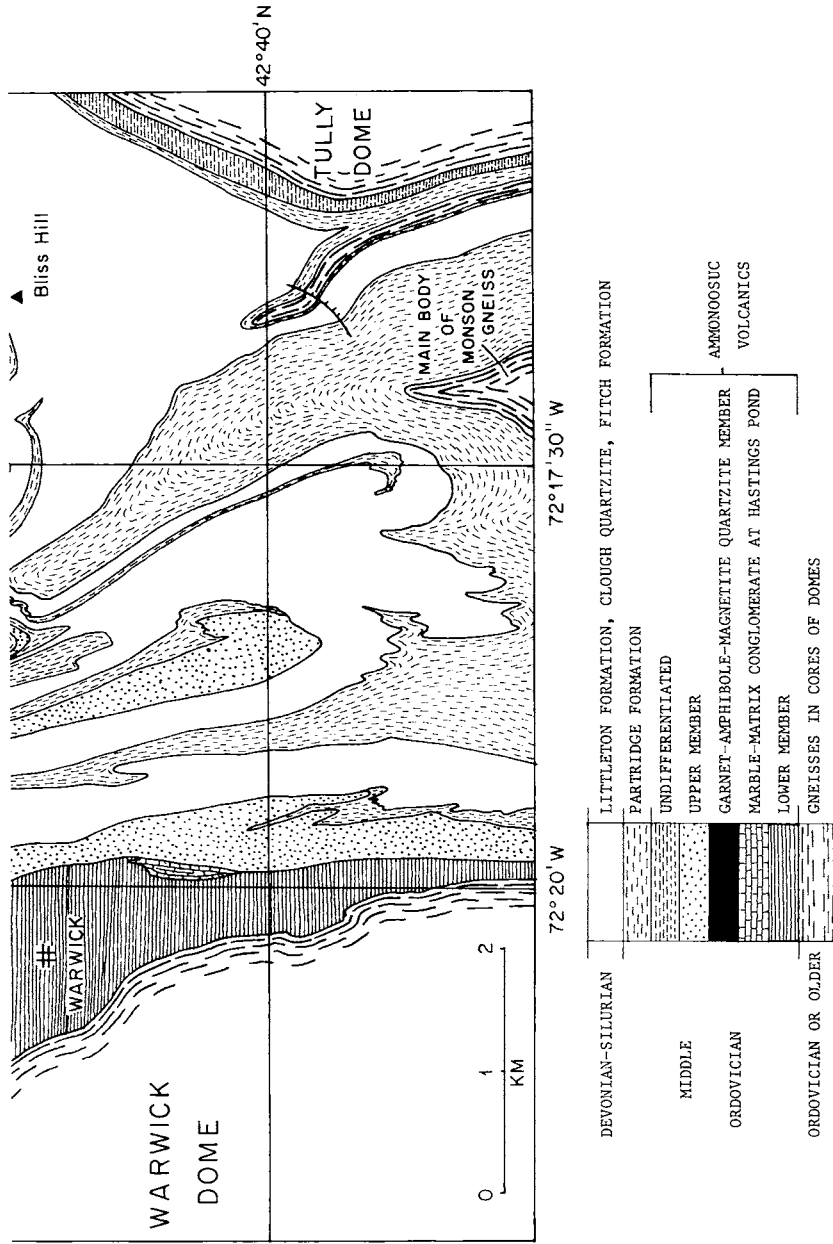 Bliss Hill
42°40'N
TULLY
DOME
MAIN BODY
OF
MONSON
GNEISS
WARWICK
WARWICK
DOME
0 1 2
KM
72°20'W
72°17'30"W
DEVONIAN-SILURIAN
LITTLETON FORMATION, CLOUGH QUARTZITE, FITCH FORMATION
MIDDLE
ORDOVICIAN
PARTRIDGE FORMATION
UNDIFFERENTIATED
UPPER MEMBER
GARNET-AMPHIBOLE-MAGNETITE QUARTZITE MEMBER
MARBLE-MATRIX CONGLOMERATE AT HASTINGS POND
LOWER MEMBER
AMMONOOSUC
VOLCANICS
ORDOVICIAN OR OLDER
GNEISSES IN CORES OF DOMES